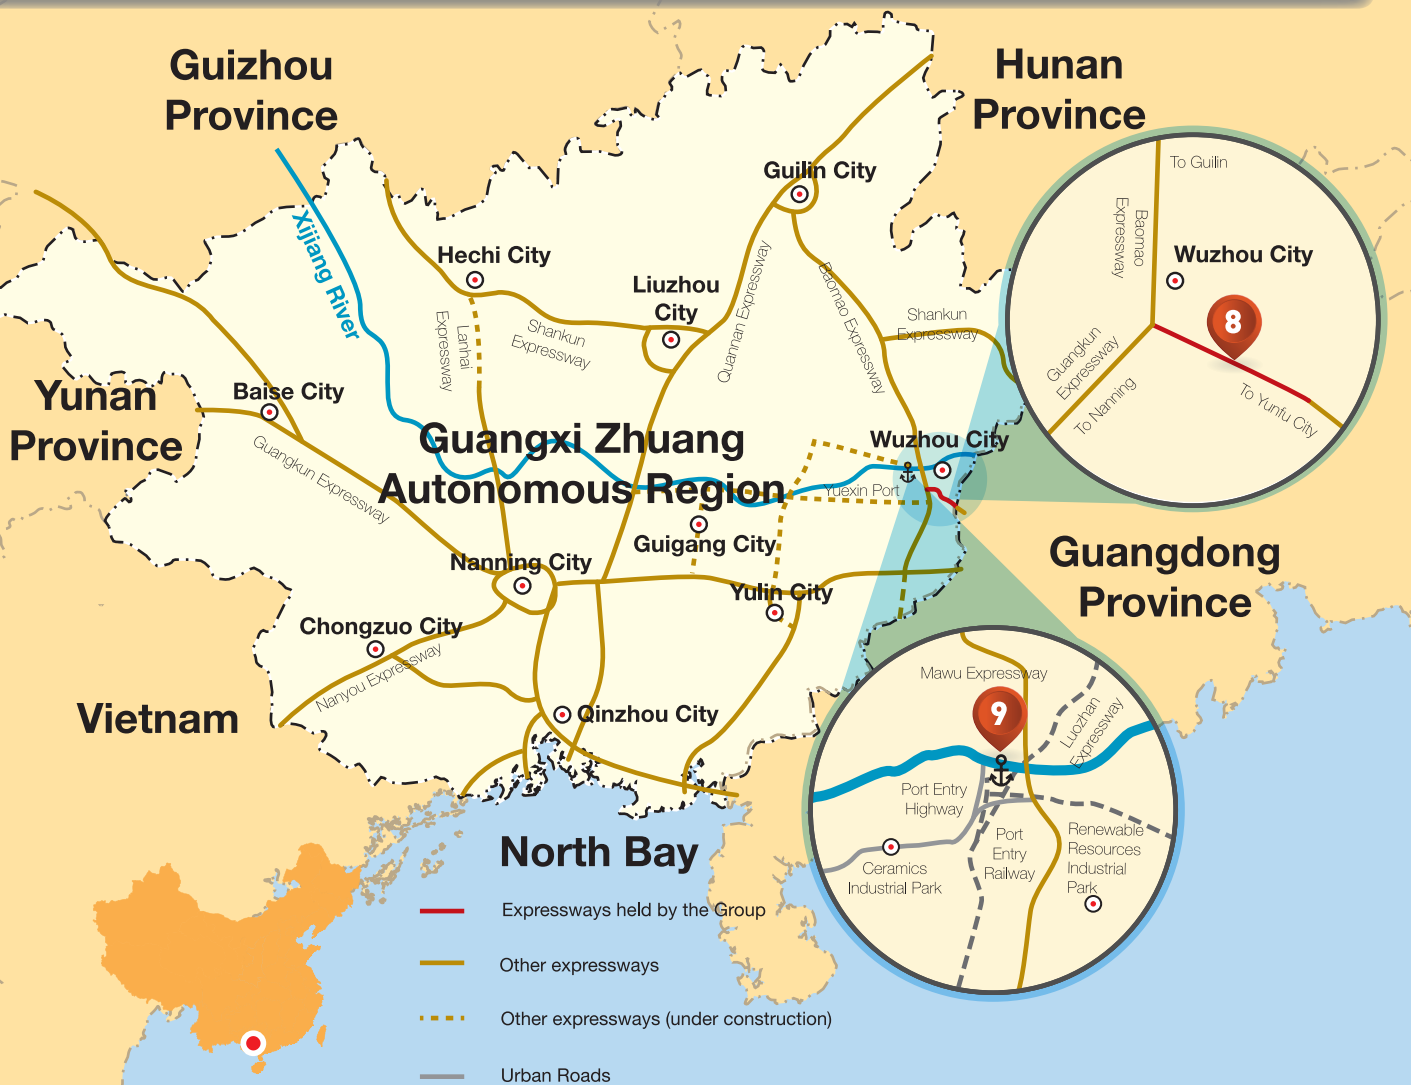 Guizhou
Province
Hunan
Province
To Guilin
Guilin City
Baomao
Expressway
Xijiang River
Hechi City
Wuzhou City
Liuzhou
City
Quannan Expressway
Baomao Expressway
8
Lanhai
Expressway
Shankun
Expressway
Shankun
Expressway
Guangkun
Expressway
To Nanning
To Yunfu City
Yunan
Province
Baise City
Guangkun Expressway
Guangxi Zhuang
Autonomous Region
Wuzhou City
Yuexin Port
Guigang City
Guangdong
Province
Nanning City
Yulin City
Chongzuo City
Nanyou Expressway
Vietnam
Qinzhou City
Mawu Expressway
9
Luozhan
Expressway
Port Entry
Highway
Port
Entry
Railway
Renewable
Resources
Industrial
Park
Ceramics
Industrial Park
North Bay
Expressways held by the Group
Other expressways
Other expressways (under construction)
Urban Roads